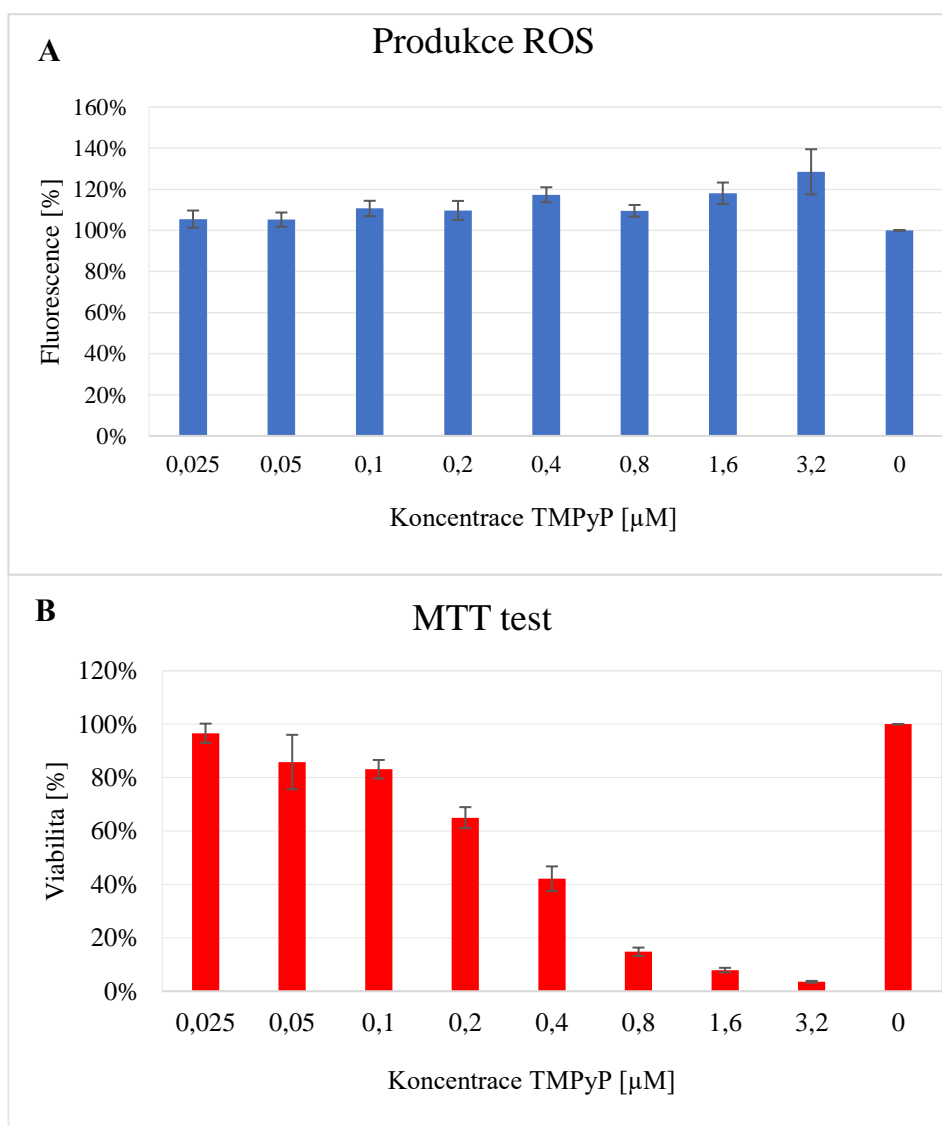 A
Produkce ROS
Fluorescence [%]
160%
140%
120%
100%
80%
60%
40%
20%
0%
0,025 0,05 0,1 0,2 0,4 0,8 1,6 3,2 0
Koncentrace TMPyP [µM]
B
MTT test
Viabilita [%]
120%
100%
80%
60%
40%
20%
0%
0,025 0,05 0,1 0,2 0,4 0,8 1,6 3,2 0
Koncentrace TMPyP [µM]